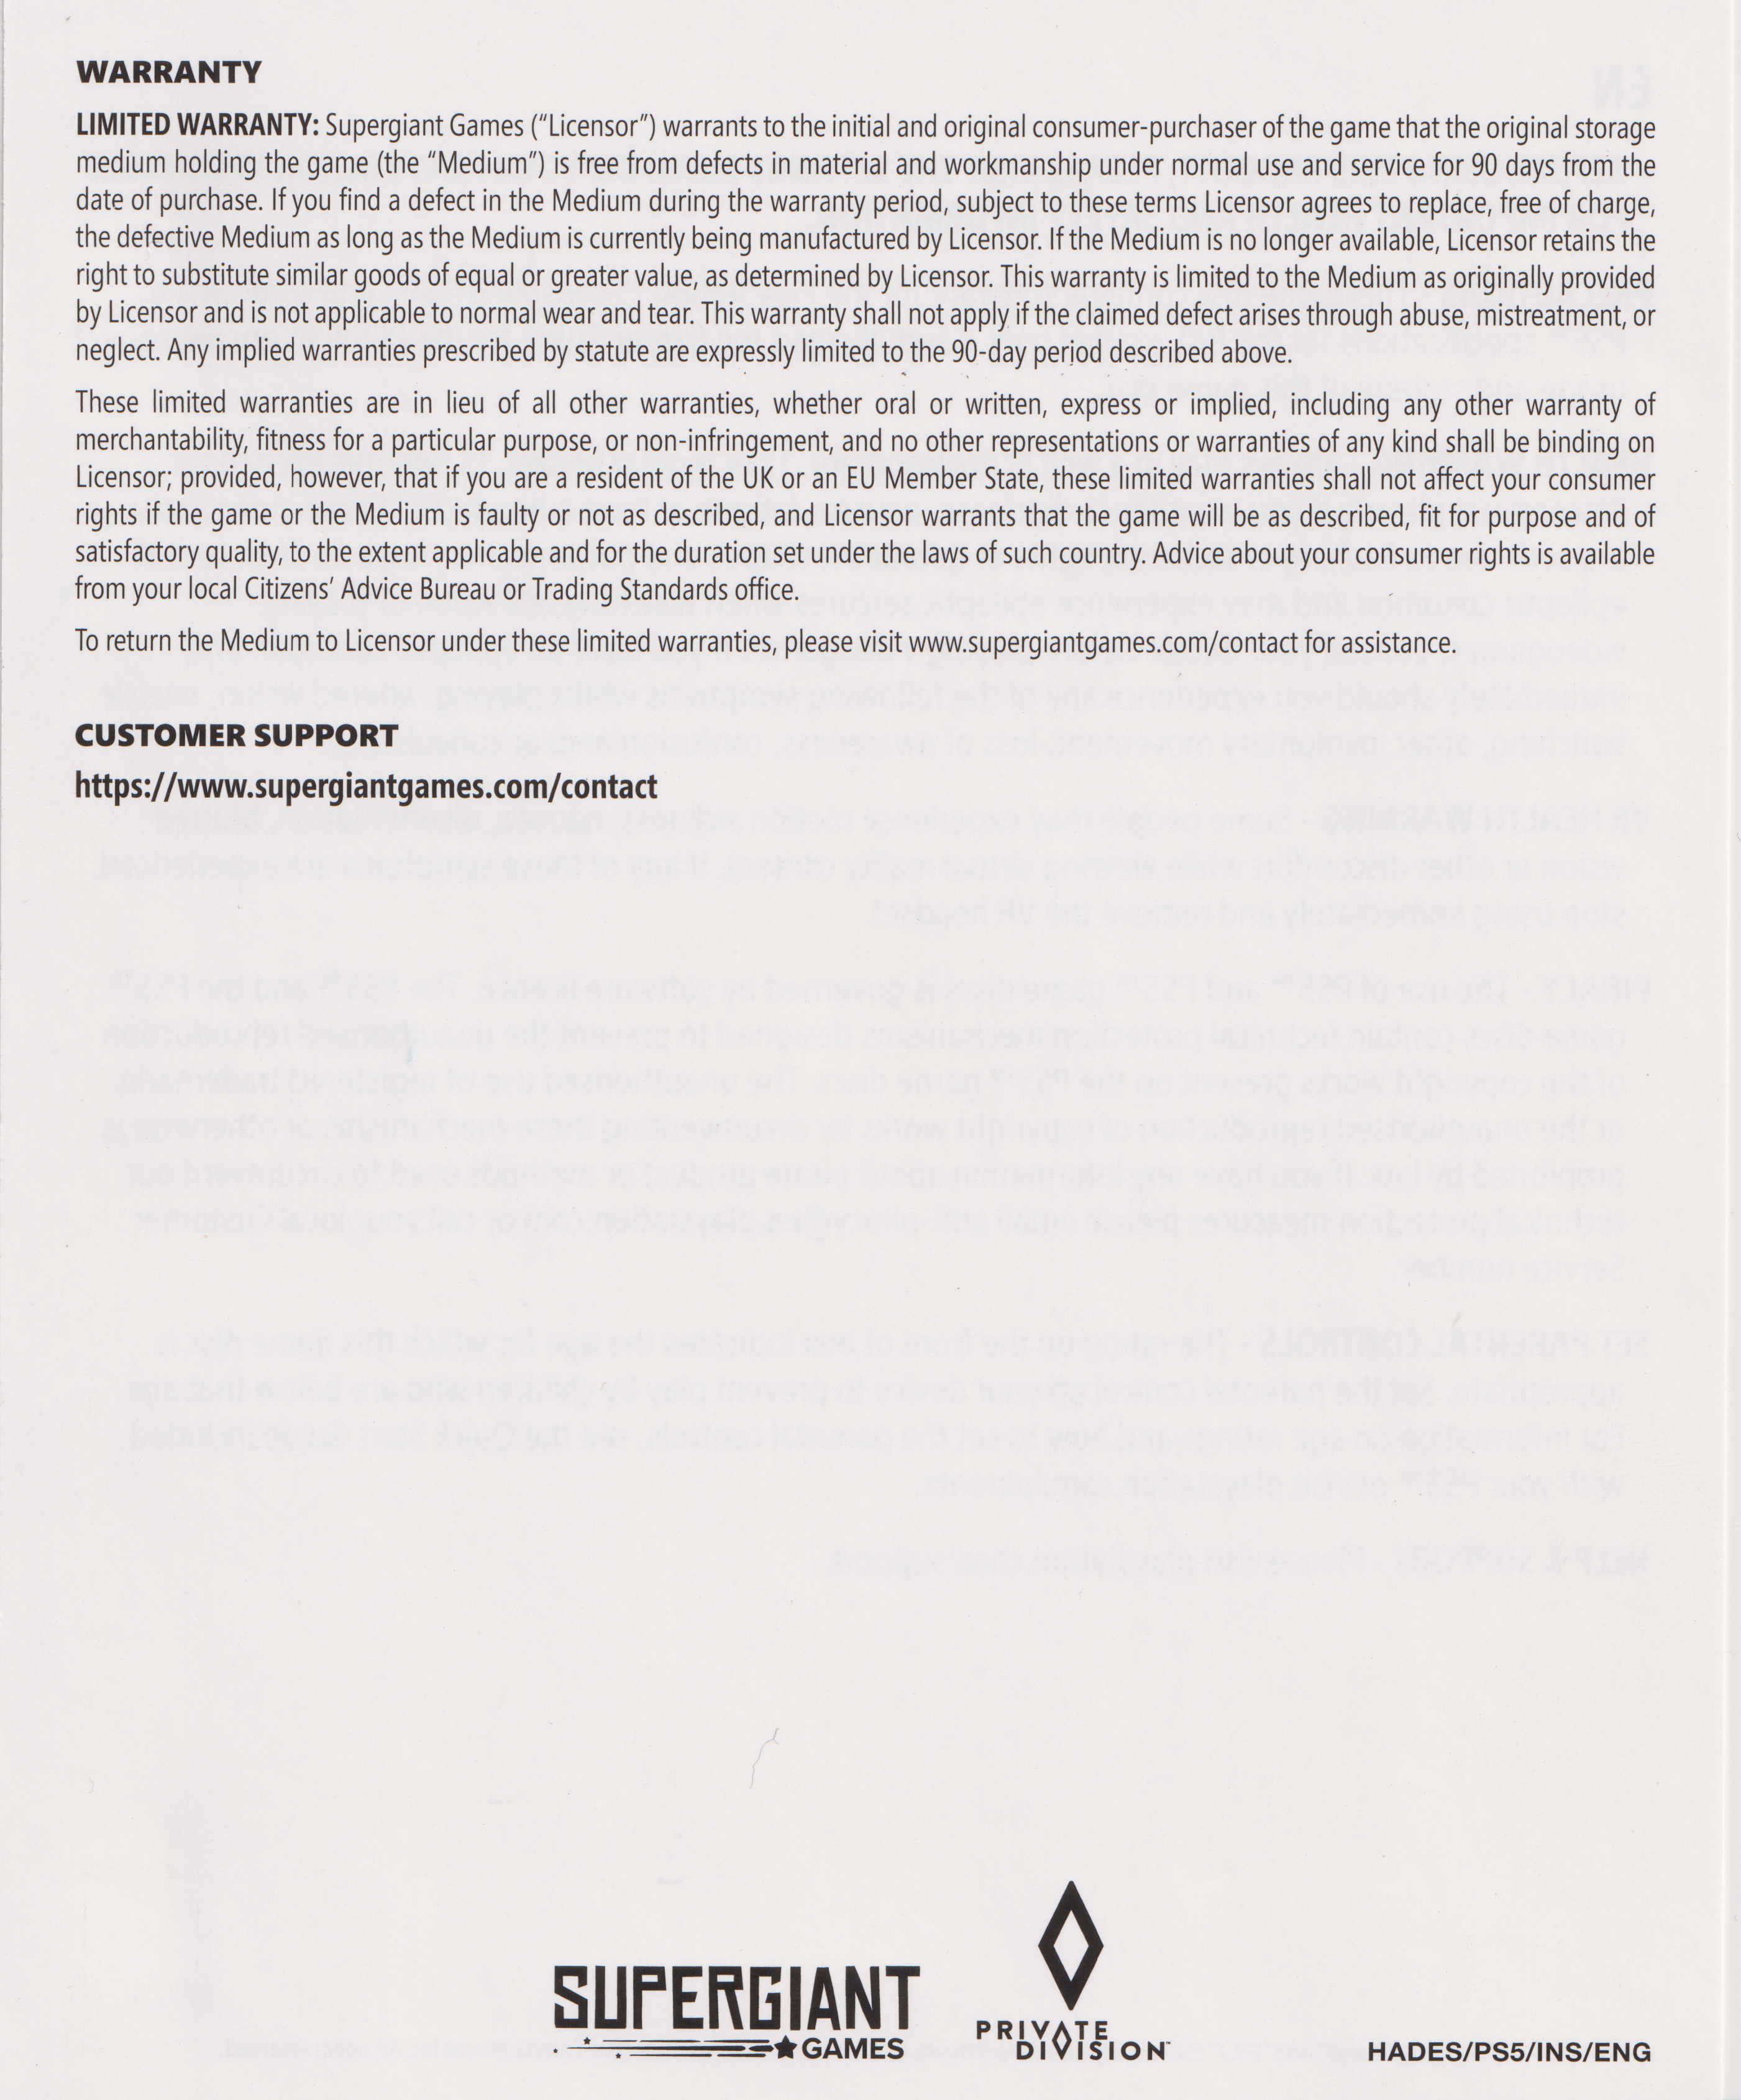 WARRANTY
LIMITED WARRANTY: Supergiant Games (“Licensor”) warrants to the initial and original consumer-purchaser of the game that the original storage
medium holding the game (the “Medium”) is free from defects in material and workmanship under normal use and service for 90 days from the
date of purchase. If you find a defect in the Medium during the warranty period, subject to these terms Licensor agrees to replace, free of charge,
the defective Medium as long as the Medium is currently being manufactured by Licensor. If the Medium is no longer available, Licensor retains the
right to substitute similar goods of equal or greater value, as determined by Licensor. This warranty is limited to the Medium as originally provided
by Licensor and is not applicable to normal wear and tear. This warranty shall not apply if the claimed defect arises through abuse, mistreatment, or
neglect. Any implied warranties prescribed by statute are expressly limited to the 90-day period described above.
These limited warranties are in lieu of all other warranties, whether oral or written, express or implied, including any other warranty of
merchantability, fitness for a particular purpose, or non-infringement, and no other representations or warranties of any kind shall be binding on
Licensor; provided, however, that if you are a resident of the UK or an EU Member State, these limited warranties shall not affect your consumer
rights if the game or the Medium is faulty or not as described, and Licensor warrants that the game will be as described, fit for purpose and of
satisfactory quality, to the extent applicable and for the duration set under the laws of such country. Advice about your consumer rights is available
from your local Citizens’ Advice Bureau or Trading Standards office.
To return the Medium to Licensor under these limited warranties, please visit www.supergiantgames.com/contact for assistance.
CUSTOMER SUPPORT
https://www.supergiantgames.com/contact
SUPERGIANT
GAMES
PRIVATE
DIVISION™
HADES/PS5/INS/ENG